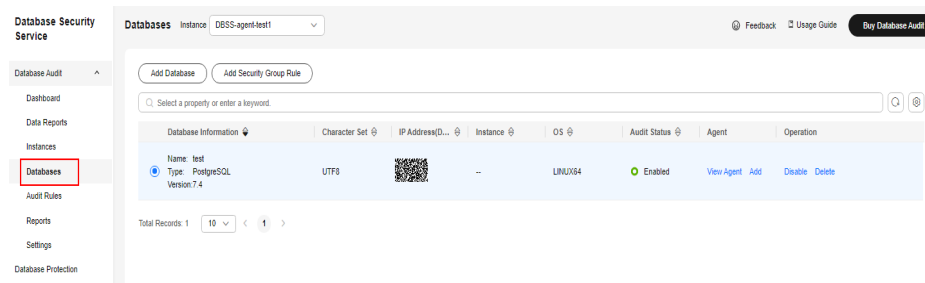 Database Security
Service
Databases Instance DBSS-agent-test1
Feedback Usage Guide Buy Database Audit
Database Audit
Dashboard
Data Reports
Instances
Databases
Audit Rules
Reports
Settings
Database Protection
Add Database Add Security Group Rule
Select a property or enter a keyword.
Database Information Character Set IP Address(D... Instance OS Audit Status Agent Operation
Name: test
Type: PostgreSQL
Version:7.4
UTF8 -- LINUX64 Enabled View Agent Add Disable Delete
Total Records: 1 10 < 1 >